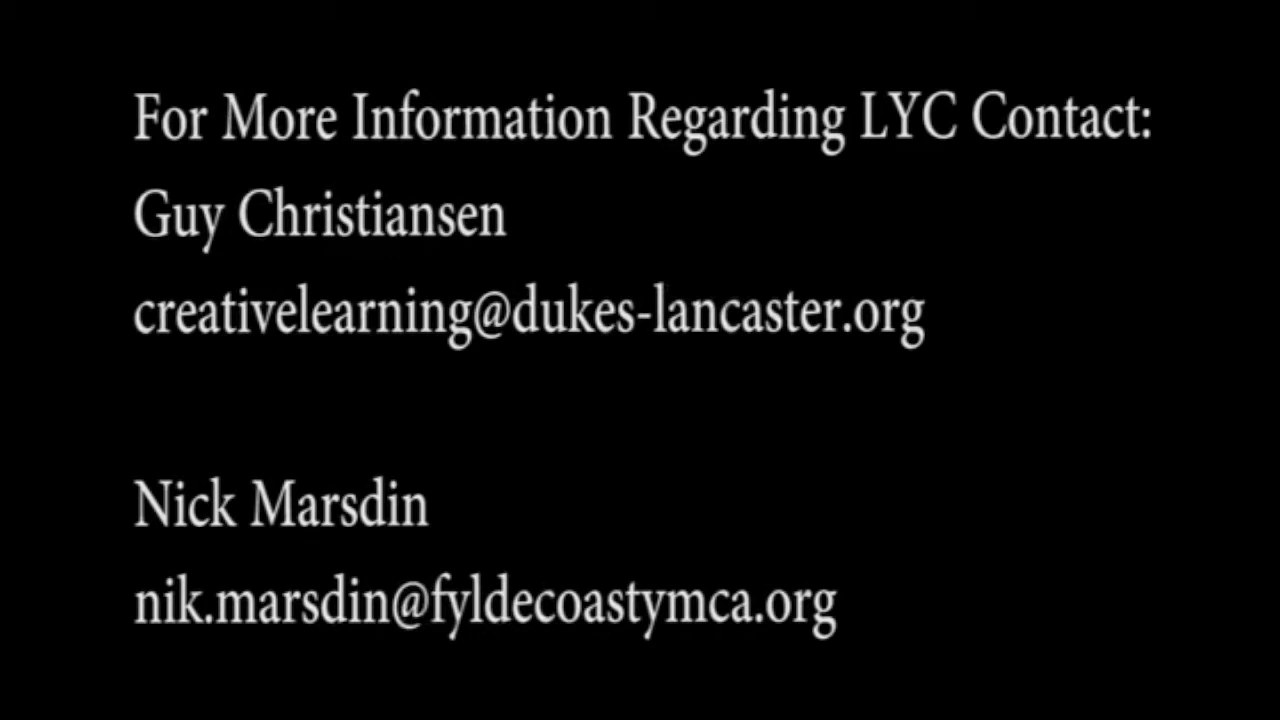 For More Information Regarding LYC Contact:
Guy Christiansen
creativelearning@dukes-lancaster.org
Nick Marsdin
nik.marsdin@fyldecoastymca.org